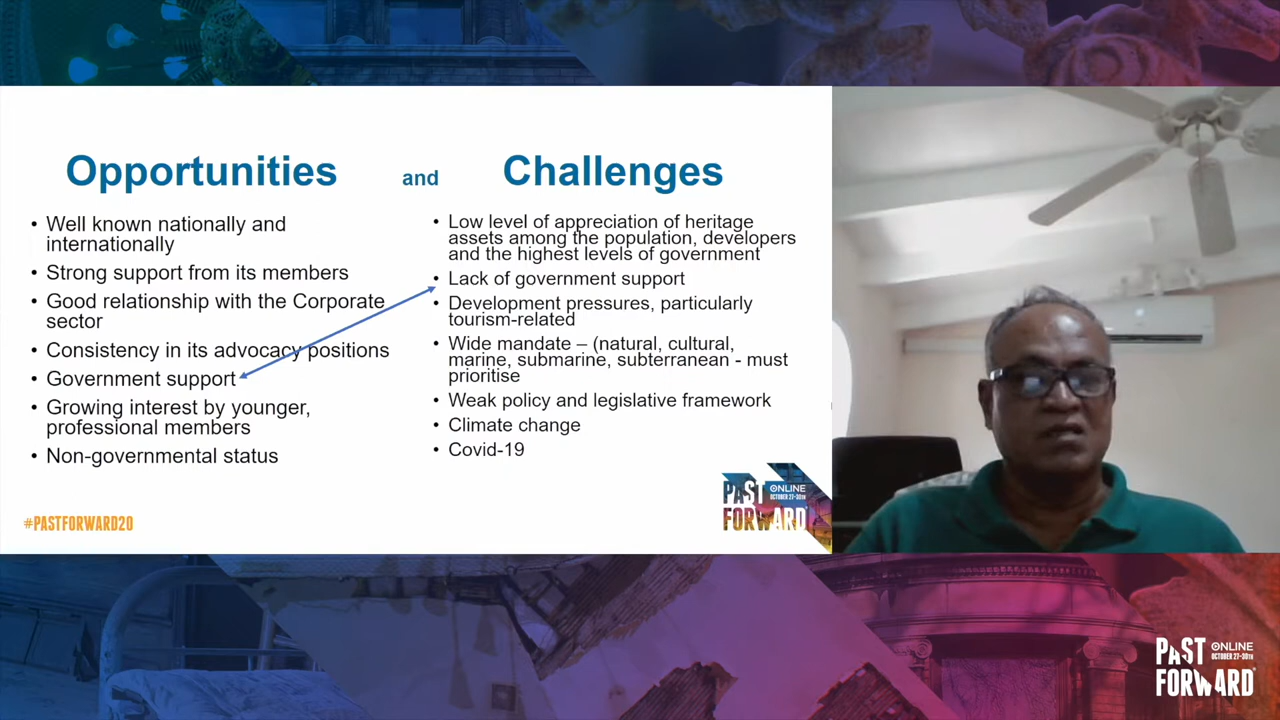 Opportunities and Challenges
• Well known nationally and
internationally
• Strong support from its members
• Good relationship with the Corporate
sector
• Consistency in its advocacy positions
• Government support
• Growing interest by younger,
professional members
• Non-governmental status
• Low level of appreciation of heritage
assets among the population, developers
and the highest levels of government
• Lack of government support
• Development pressures, particularly
tourism-related
• Wide mandate – (natural, cultural,
marine, submarine, subterranean - must
prioritise
• Weak policy and legislative framework
• Climate change
• Covid-19
#PASTFORWARD20
PAST ONLINE
OCTOBER 27-30TH
FORWARD
PAST ONLINE
OCTOBER 27-30TH
FORWARD